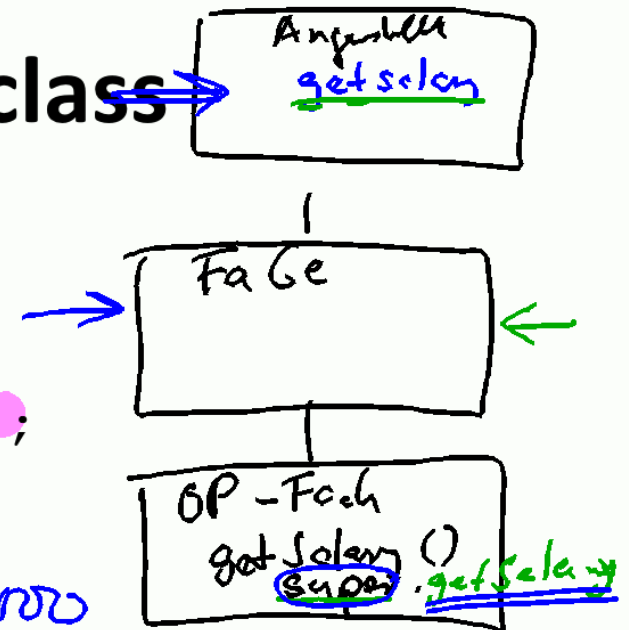 Angestellt
class
getSalary
FaGe
;
OP-Fach
getSalary ()
super.getSalary